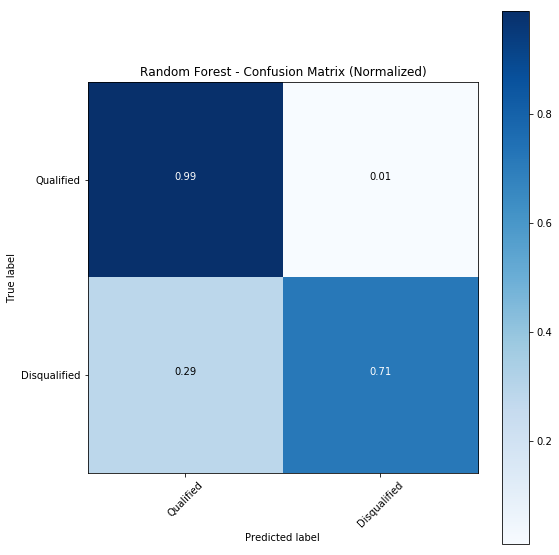 Random Forest - Confusion Matrix (Normalized)
True label
Qualified
0.99
0.01
Disqualified
0.29
0.71
Qualified
Disqualified
Predicted label
0.8
0.6
0.4
0.2